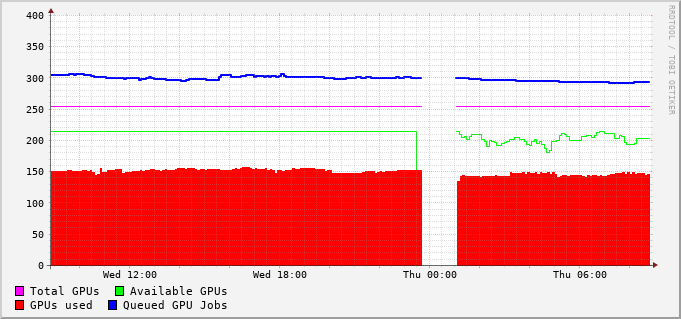 400
350
300
250
200
150
100
50
0
Wed 12:00 Wed 18:00 Thu 00:00 Thu 06:00
Total GPUs Available GPUs
GPUs used Queued GPU Jobs
RRDTOOL / TOBI OETIKER